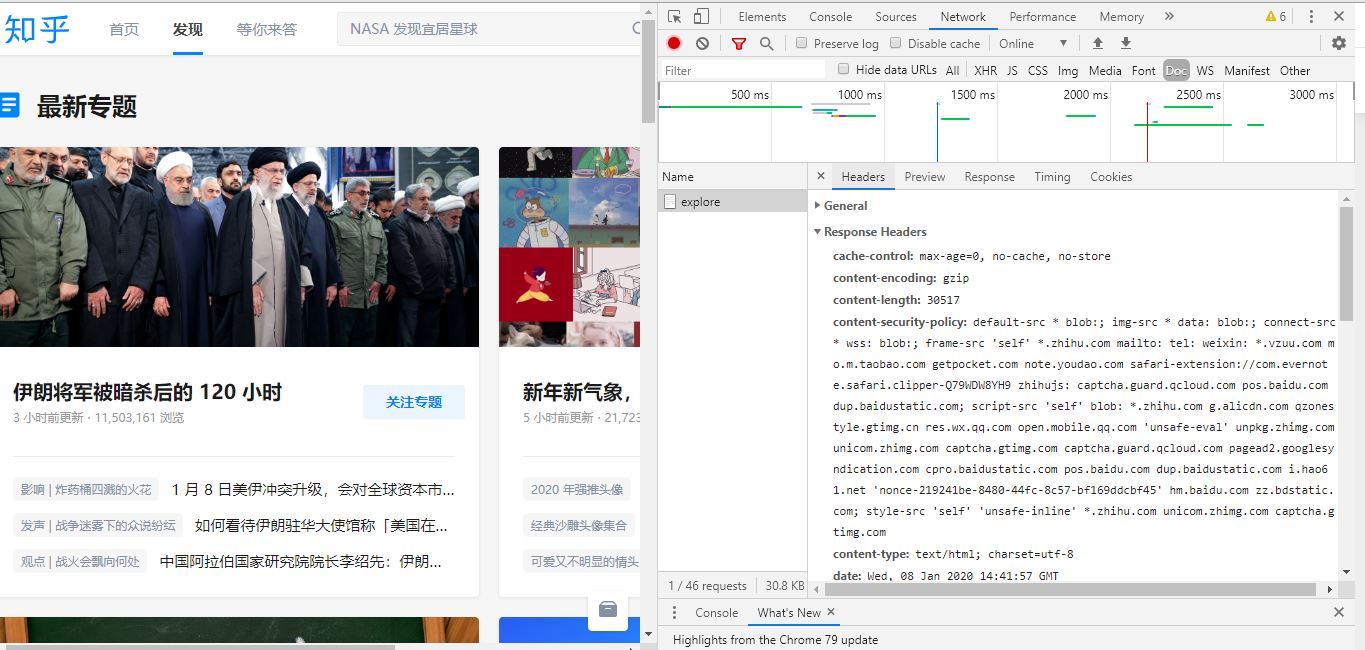 知乎 首页 发现 等你来答 NASA 发现宜居星球
最新专题
伊朗将军被暗杀后的 120 小时
3 小时前更新 · 11,503,161 浏览
关注专题
影响 | 炸药桶四溅的火花 1 月 8 日美伊冲突升级，会对全球资本市...
发声 | 战争迷雾下的众说纷纭 如何看待伊朗驻华大使馆称「美国在...
观点 | 战火会飘向何处 中国阿拉伯国家研究院院长李绍先：伊朗...
新年新气象，
5 小时前更新 · 21,723
2020 年强推头像
经典沙雕头像集合
可爱又不明显的情头
Elements Console Sources Network Performance Memory » 6
Preserve log Disable cache Online
Filter Hide data URLs All XHR JS CSS Img Media Font Doc WS Manifest Other
500 ms 1000 ms 1500 ms 2000 ms 2500 ms 3000 ms
Name
explore
1 / 46 requests 30.8 KB
× Headers Preview Response Timing Cookies
General
Response Headers
cache-control: max-age=0, no-cache, no-store
content-encoding: gzip
content-length: 30517
content-security-policy: default-src * blob:; img-src * data: blob:; connect-src
* wss: blob:; frame-src 'self' *.zhihu.com mailto: tel: weixin: *.vzuu.com mo
o.m.taobao.com getpocket.com note.youdao.com safari-extension://com.evernot
e.safari.clipper-Q79WDW8YH9 zhihujs: captcha.guard.qcloud.com pos.baidu.com
dup.baidustatic.com; script-src 'self' blob: *.zhihu.com g.alicdn.com qzones
tyle.gtimg.cn res.wx.qq.com open.mobile.qq.com 'unsafe-eval' unpkg.zhimg.com
unicom.zhimg.com captcha.gtimg.com captcha.guard.qcloud.com pagead2.googlesy
ndication.com cpro.baidustatic.com pos.baidu.com dup.baidustatic.com i.hao6
1.net 'nonce-219241be-8480-44fc-8c57-bf169ddcbf45' hm.baidu.com zz.bdstatic.
com; style-src 'self' 'unsafe-inline' *.zhihu.com unicom.zhimg.com captcha.g
timg.com
content-type: text/html; charset=utf-8
date: Wed, 08 Jan 2020 14:41:57 GMT
Console What's New ×
Highlights from the Chrome 79 update